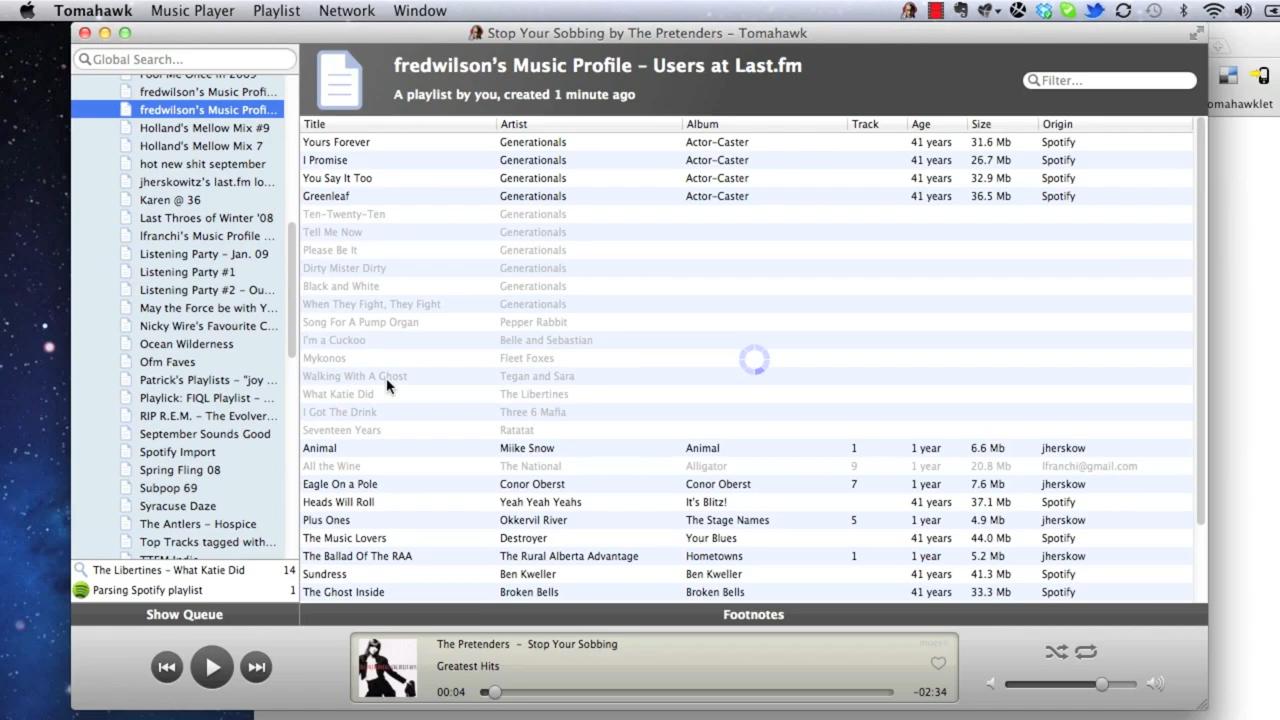 Tomahawk Music Player Playlist Network Window
Stop Your Sobbing by The Pretenders – Tomahawk
Global Search...
fredwilson's Music Profile – Users at Last.fm
A playlist by you, created 1 minute ago
Filter...
omahawklet
Fool Me Once in 2009
fredwilson's Music Profi...
fredwilson's Music Profi...
Holland's Mellow Mix #9
Holland's Mellow Mix 7
hot new shit september
jherskowitz's last.fm lo...
Karen @ 36
Last Throes of Winter '08
lfranchi's Music Profile ...
Listening Party – Jan. 09
Listening Party #1
Listening Party #2 – Ou...
May the Force be with Y...
Nicky Wire's Favourite C...
Ocean Wilderness
Ofm Faves
Patrick's Playlists – "joy ...
Playlick: FIQL Playlist – ...
RIP R.E.M. – The Evolver...
September Sounds Good
Spotify Import
Spring Fling 08
Subpop 69
Syracuse Daze
The Antlers – Hospice
Top Tracks tagged with...
The Libertines – What Katie Did 14
Parsing Spotify playlist 1
Show Queue
Title Artist Album Track Age Size Origin
Yours Forever Generationals Actor–Caster 41 years 31.6 Mb Spotify
I Promise Generationals Actor–Caster 41 years 26.7 Mb Spotify
You Say It Too Generationals Actor–Caster 41 years 32.9 Mb Spotify
Greenleaf Generationals Actor–Caster 41 years 36.5 Mb Spotify
Ten–Twenty–Ten Generationals
Tell Me Now Generationals
Please Be It Generationals
Dirty Mister Dirty Generationals
Black and White Generationals
When They Fight, They Fight Generationals
Song For A Pump Organ Pepper Rabbit
I'm a Cuckoo Belle and Sebastian
Mykonos Fleet Foxes
Walking With A Ghost Tegan and Sara
What Katie Did The Libertines
I Got The Drink Three 6 Mafia
Seventeen Years Ratatat
Animal Miike Snow Animal 1 1 year 6.6 Mb jherskow
All the Wine The National Alligator 9 1 year 20.8 Mb lfranchi@gmail.com
Eagle On a Pole Conor Oberst Conor Oberst 7 1 year 7.6 Mb jherskow
Heads Will Roll Yeah Yeah Yeahs It's Blitz! 41 years 37.1 Mb Spotify
Plus Ones Okkervil River The Stage Names 5 1 year 4.9 Mb jherskow
The Music Lovers Destroyer Your Blues 41 years 44.0 Mb Spotify
The Ballad Of The RAA The Rural Alberta Advantage Hometowns 1 1 year 5.2 Mb jherskow
Sundress Ben Kweller Ben Kweller 41 years 41.3 Mb Spotify
The Ghost Inside Broken Bells Broken Bells 41 years 33.3 Mb Spotify
Footnotes
The Pretenders – Stop Your Sobbing
Greatest Hits
00:04 -02:34